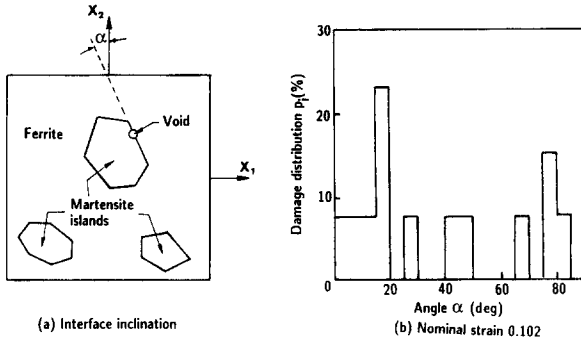 X₂
α
Ferrite
Void
X₁
Martensite
islands
(a) Interface inclination
Damage distribution pᵢ(%)
30
20
10
0
20
40
60
80
Angle α (deg)
(b) Nominal strain 0.102